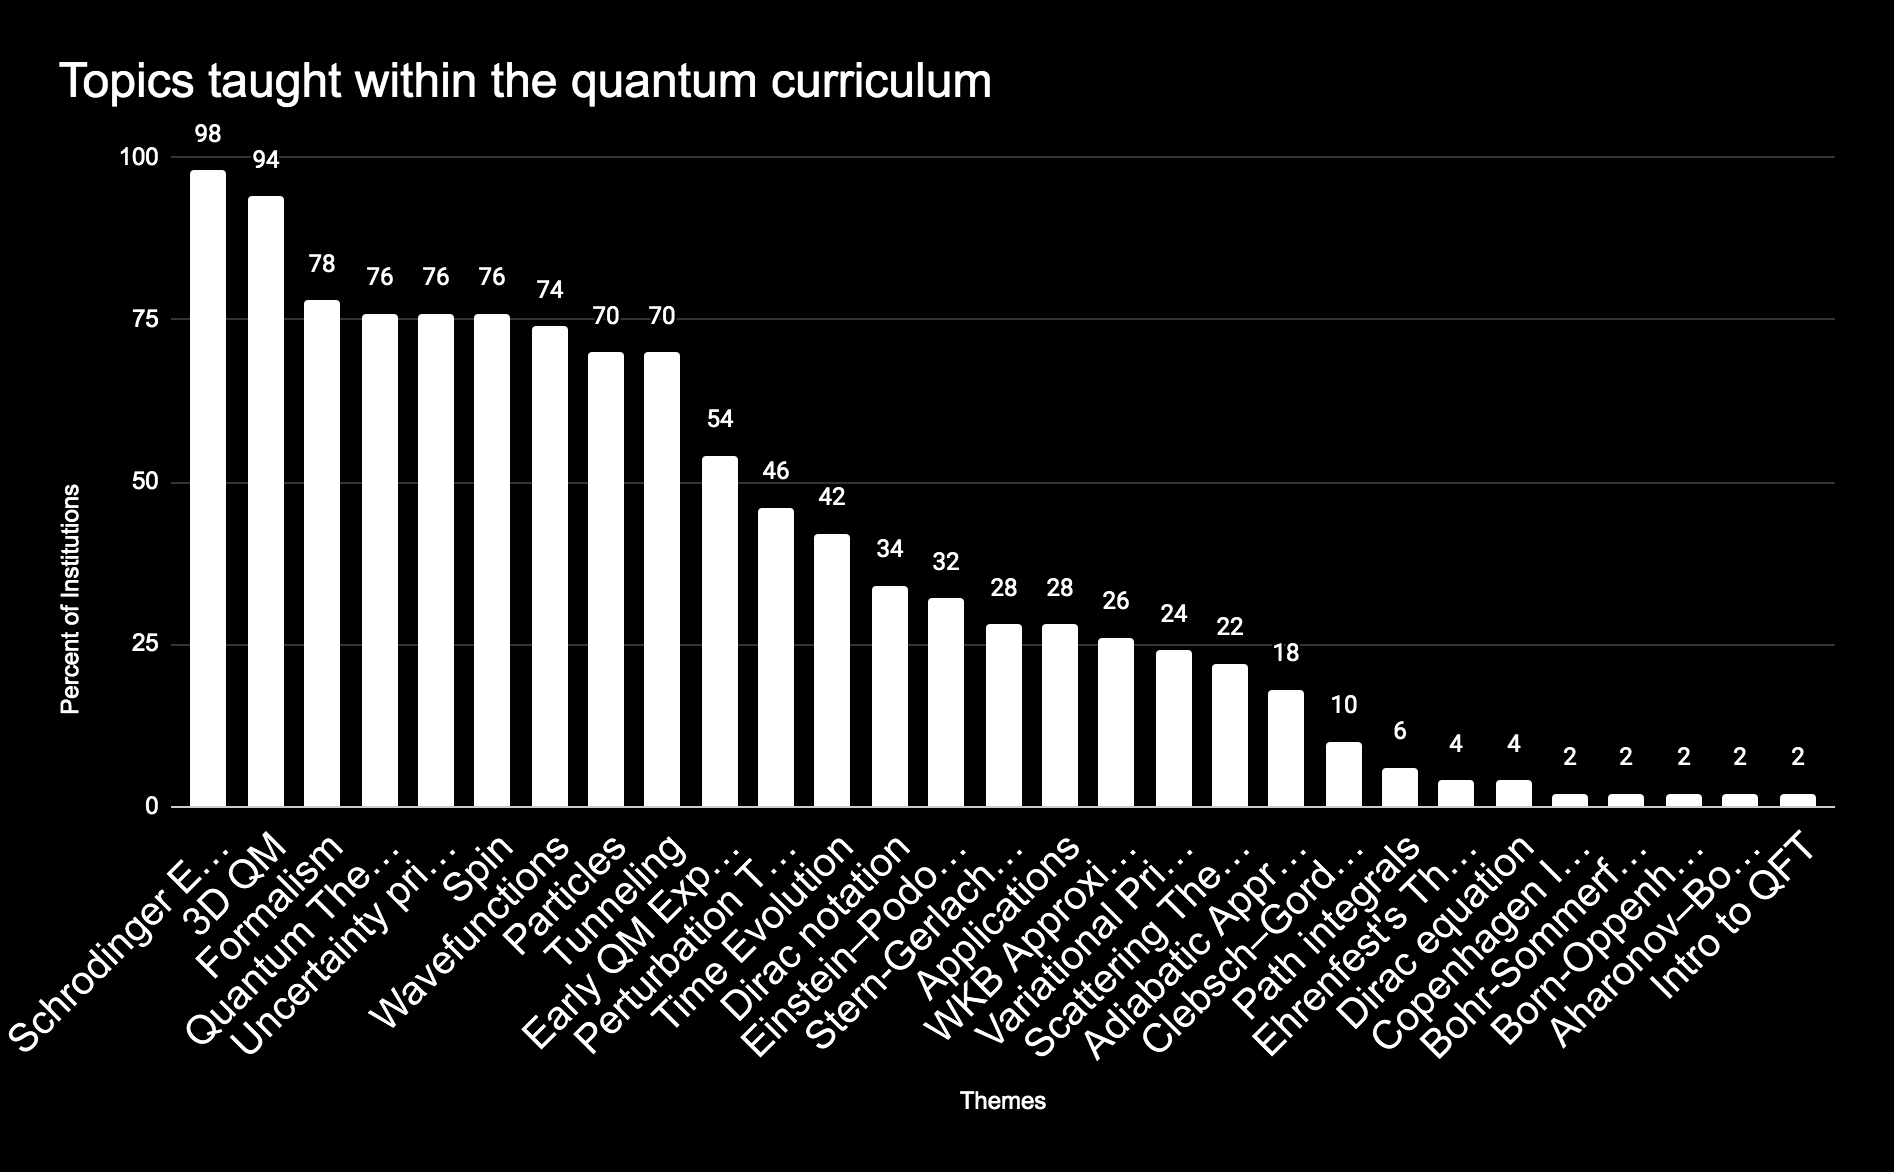 Topics taught within the quantum curriculum
98
94
78
76
76
76
74
70
70
54
46
42
34
32
28
28
26
24
22
18
10
6
4
4
2
2
2
2
2
100
75
50
25
0
Percent of Institutions
Schrodinger E…
3D QM
Formalism
Quantum The…
Uncertainty pri…
Spin
Wavefunctions
Particles
Tunneling
Early QM Exp…
Perturbation T…
Time Evolution
Dirac notation
Einstein–Podo…
Stern-Gerlach…
Applications
WKB Approxi…
Variational Pri…
Scattering The…
Adiabatic Appr…
Clebsch–Gord…
Path integrals
Ehrenfest's Th…
Dirac equation
Copenhagen I…
Bohr-Sommerf…
Born-Oppenh…
Aharonov–Bo…
Intro to QFT
Themes